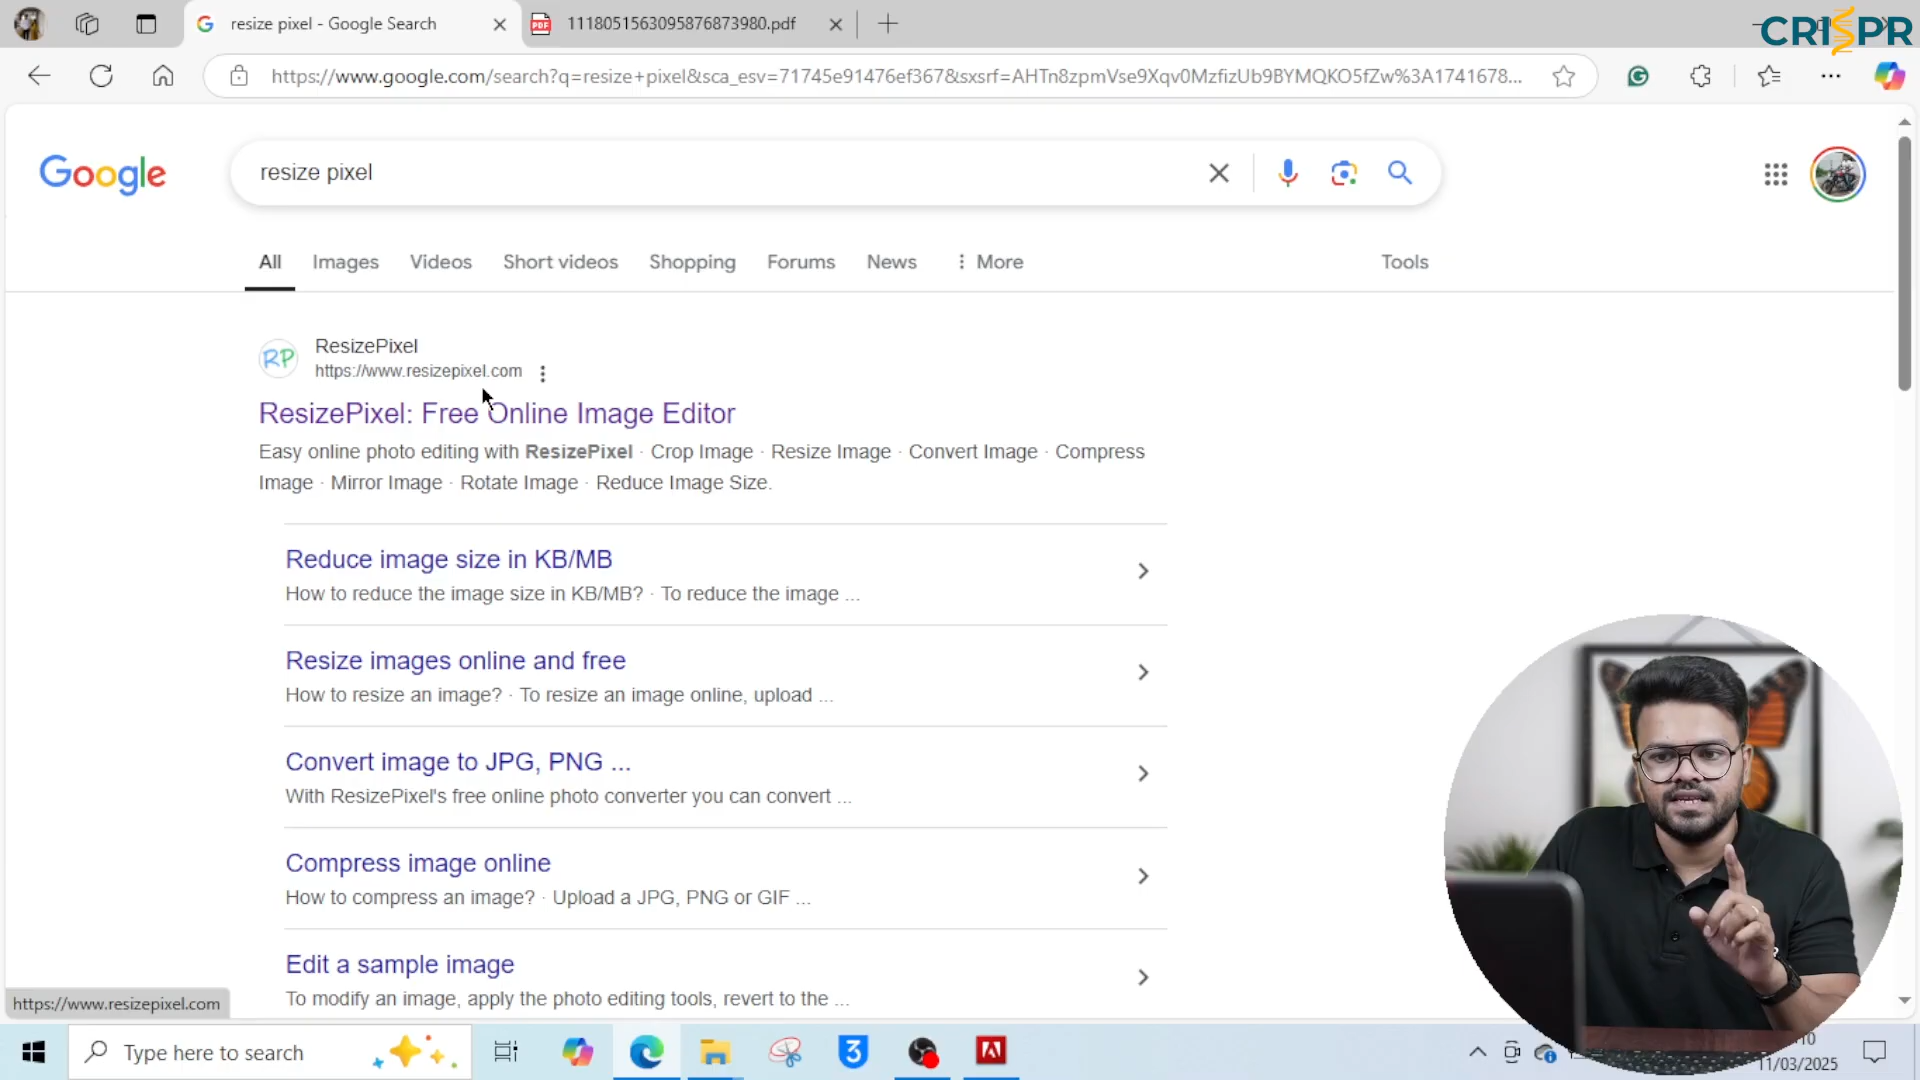 resize pixel - Google Search
1118051563095876873980.pdf
CRISPR
https://www.google.com/search?q=resize+pixel&sca_esv=71745e91476ef367&sxsrf=AHTn8zpmVse9Xqv0MzfizUb9BYMQKO5fZw%3A1741678...
Google
resize pixel
All
Images
Videos
Short videos
Shopping
Forums
News
More
Tools
RP
ResizePixel
https://www.resizepixel.com
ResizePixel: Free Online Image Editor
Easy online photo editing with ResizePixel · Crop Image · Resize Image · Convert Image · Compress
Image · Mirror Image · Rotate Image · Reduce Image Size.
Reduce image size in KB/MB
How to reduce the image size in KB/MB? · To reduce the image ...
Resize images online and free
How to resize an image? · To resize an image online, upload ...
Convert image to JPG, PNG ...
With ResizePixel's free online photo converter you can convert ...
Compress image online
How to compress an image? · Upload a JPG, PNG or GIF ...
Edit a sample image
To modify an image, apply the photo editing tools, revert to the ...
https://www.resizepixel.com
Type here to search
3
11/03/2025